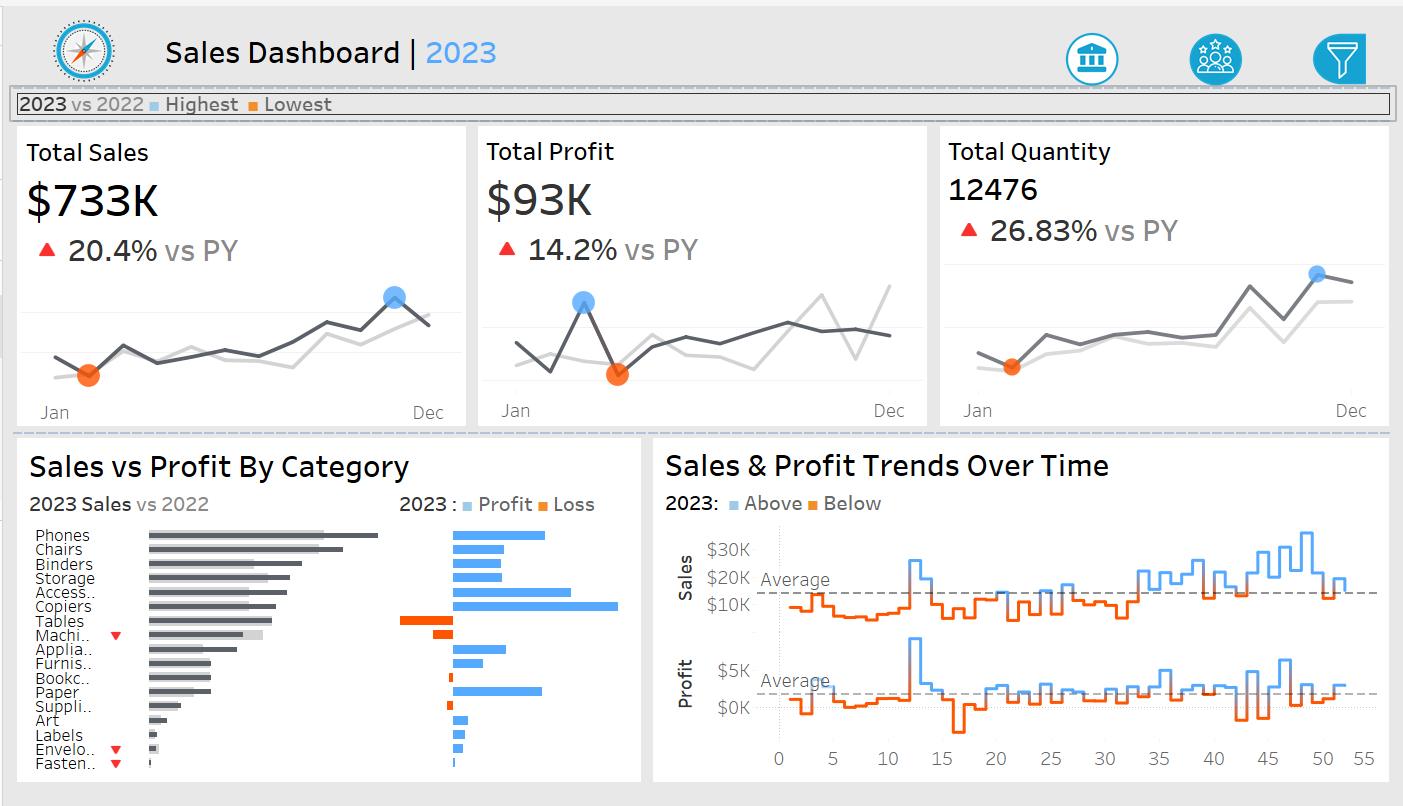 Sales Dashboard | 2023
2023 vs 2022 Highest Lowest
Total Sales
$733K
20.4% vs PY
Jan Dec
Total Profit
$93K
14.2% vs PY
Jan Dec
Total Quantity
12476
26.83% vs PY
Jan Dec
Sales vs Profit By Category
2023 Sales vs 2022
2023 : Profit Loss
Phones
Chairs
Binders
Storage
Access..
Copiers
Tables
Machi..
Applia..
Furnis..
Bookc..
Paper
Suppli..
Art
Labels
Envelo..
Fasten..
Sales & Profit Trends Over Time
2023: Above Below
Sales
$30K
$20K
$10K
Average
Profit
$5K
$0K
Average
0 5 10 15 20 25 30 35 40 45 50 55